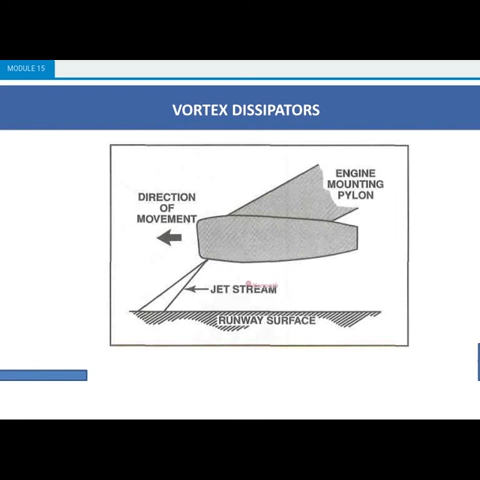 MODULE 15
VORTEX DISSIPATORS
ENGINE
MOUNTING
PYLON
DIRECTION
OF
MOVEMENT
JET STREAM
RUNWAY SURFACE